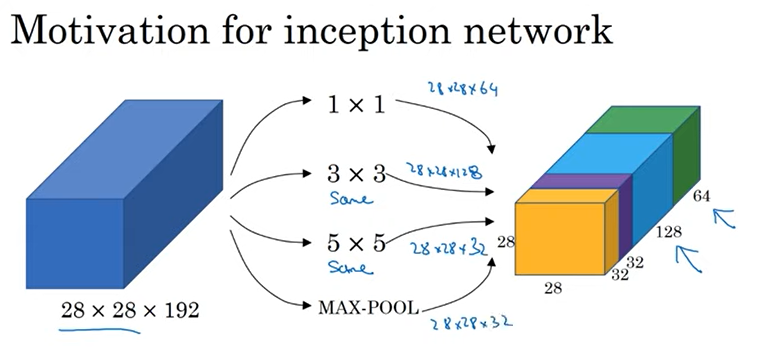 Motivation for inception network
28×28×64
1 × 1
3 × 3
28×28×128
Same
64
5 × 5
28×28×32
28
128
Same
32
32
28
28 × 28 × 192
MAX-POOL
28×28×32